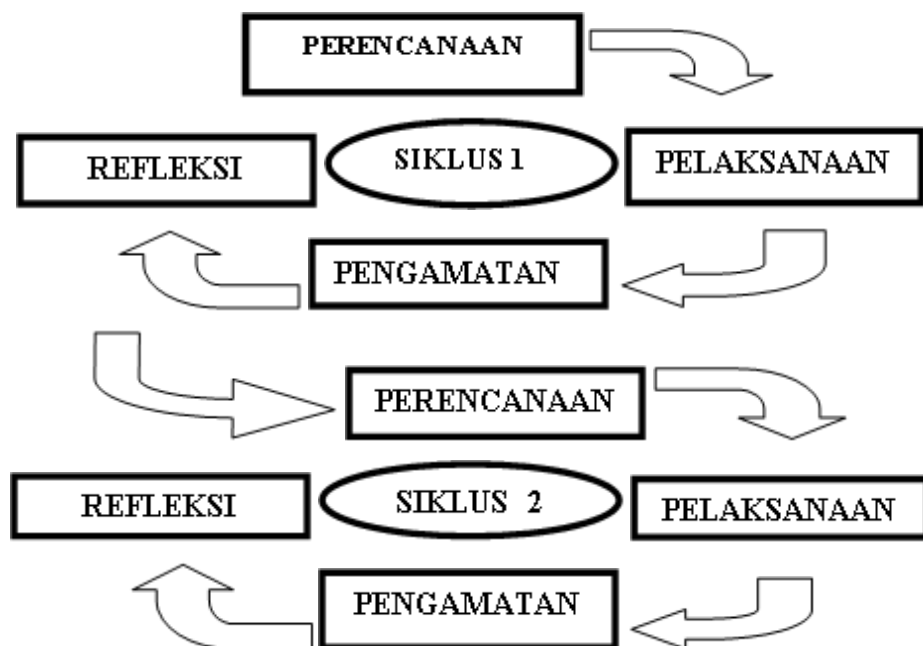 PERENCANAAN
REFLEKSI
SIKLUS 1
PELAKSANAAN
PENGAMATAN
PERENCANAAN
REFLEKSI
SIKLUS 2
PELAKSANAAN
PENGAMATAN